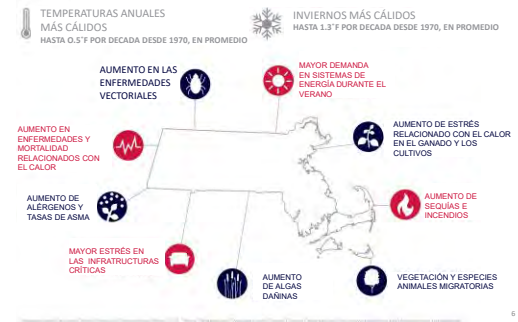 TEMPERATURAS ANUALES
MÁS CÁLIDOS
HASTA 0.5˚F POR DECADA DESDE 1970, EN PROMEDIO
INVIERNOS MÁS CÁLIDOS
HASTA 1.3˚F POR DECADA DESDE 1970, EN PROMEDIO
AUMENTO EN LAS
ENFERMEDADES
VECTORIALES
MAYOR DEMANDA
EN SISTEMAS DE
ENERGÍA DURANTE EL
VERANO
AUMENTO EN
ENFERMEDADES Y
MORTALIDAD
RELACIONADOS CON
EL CALOR
AUMENTO DE ESTRÉS
RELACIONADO CON EL CALOR
EN EL GANADO Y LOS
CULTIVOS
AUMENTO DE
ALÉRGENOS Y
TASAS DE ASMA
AUMENTO DE
SEQUÍAS E
INCENDIOS
MAYOR ESTRÉS EN
LAS INFRATRUCTURAS
CRÍTICAS
AUMENTO
DE ALGAS
DAÑINAS
VEGETACIÓN Y ESPECIES
ANIMALES MIGRATORIAS
6